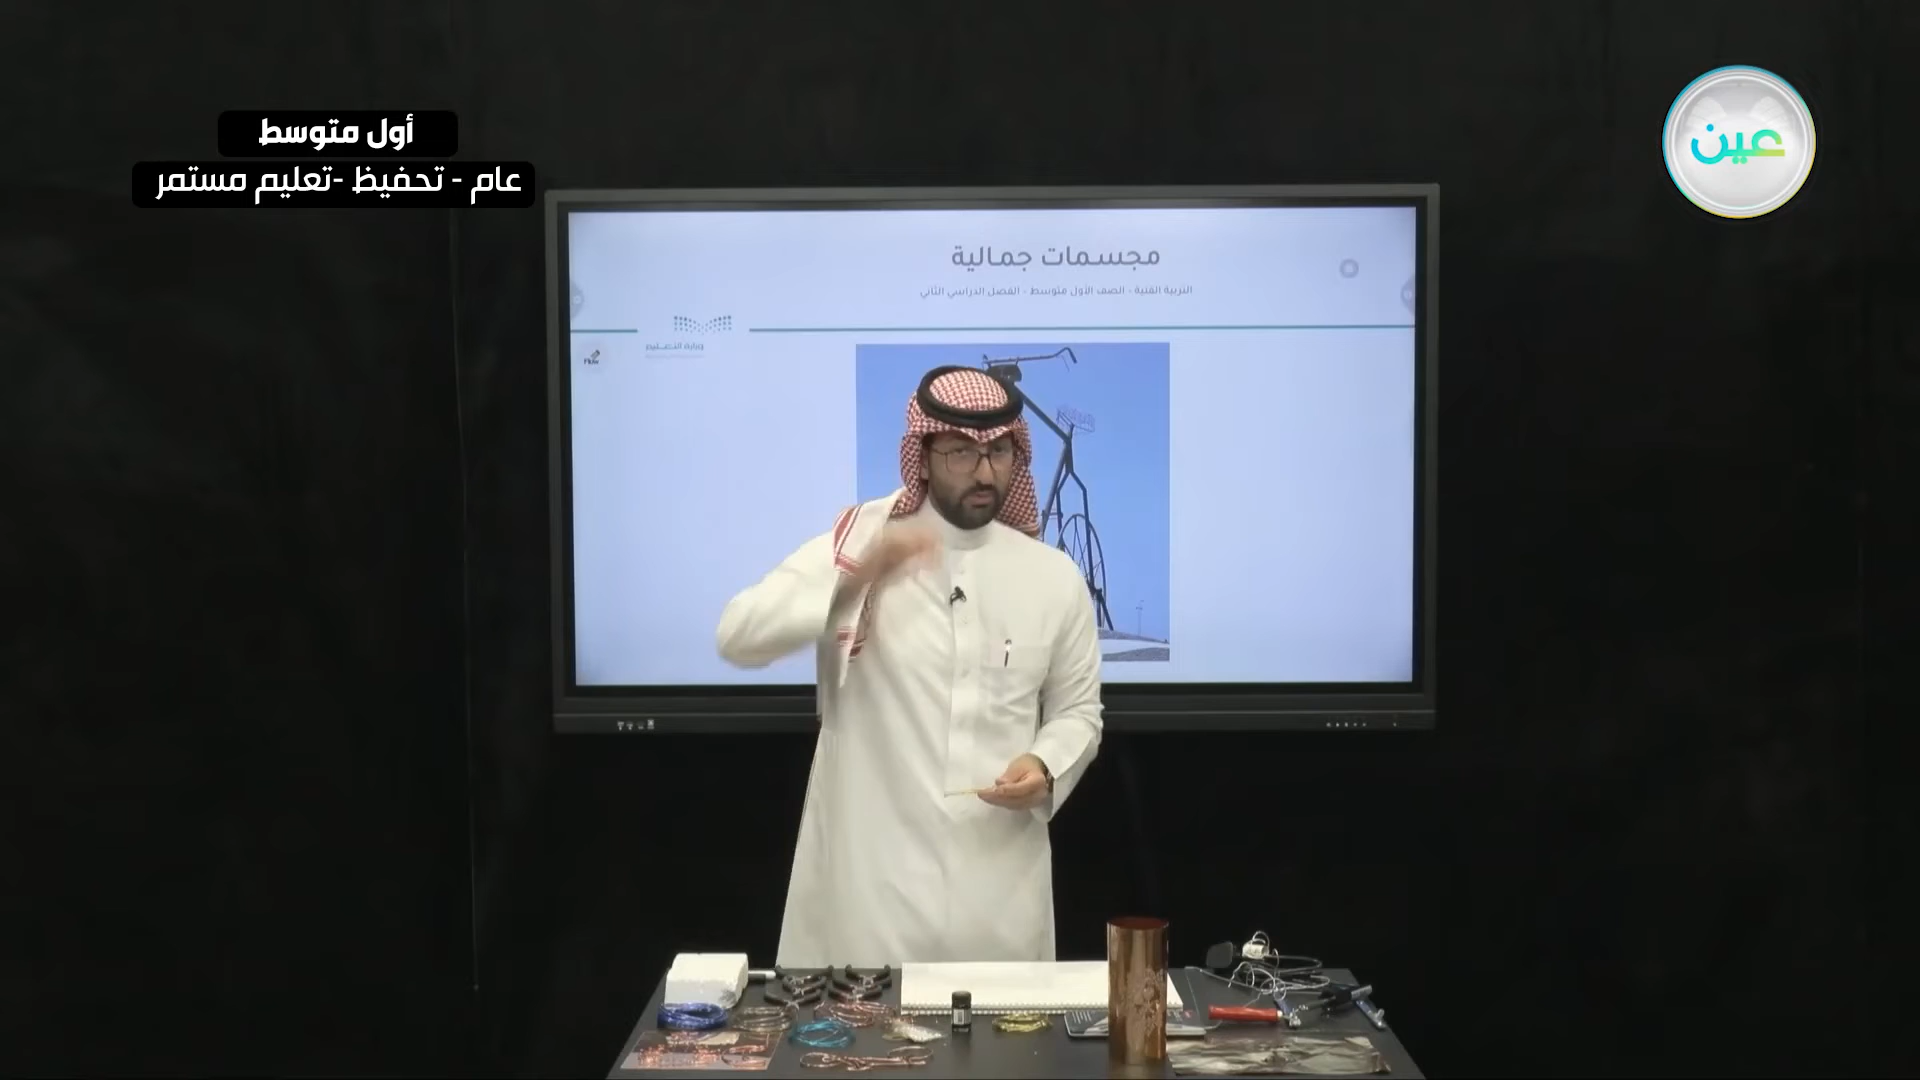 أول متوسط
عام - تحفيظ -تعليم مستمر
عين
مجسمات جمالية
التربية الفنية - الصف الأول متوسط - الفصل الدراسي الثاني
وزارة التعليم